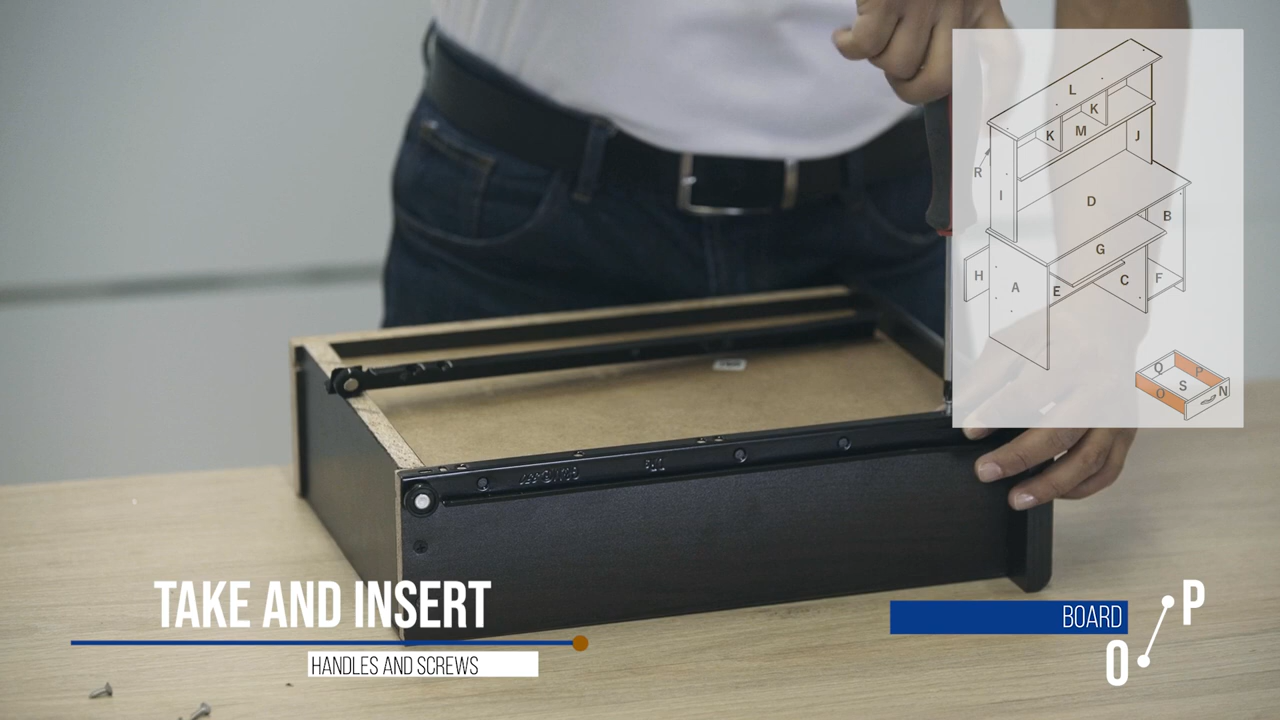 L
K
K
M
J
R
I
D
B
G
H
A
E
C
F
Q
P
S
O
N
TAKE AND INSERT
HANDLES AND SCREWS
BOARD
P
O